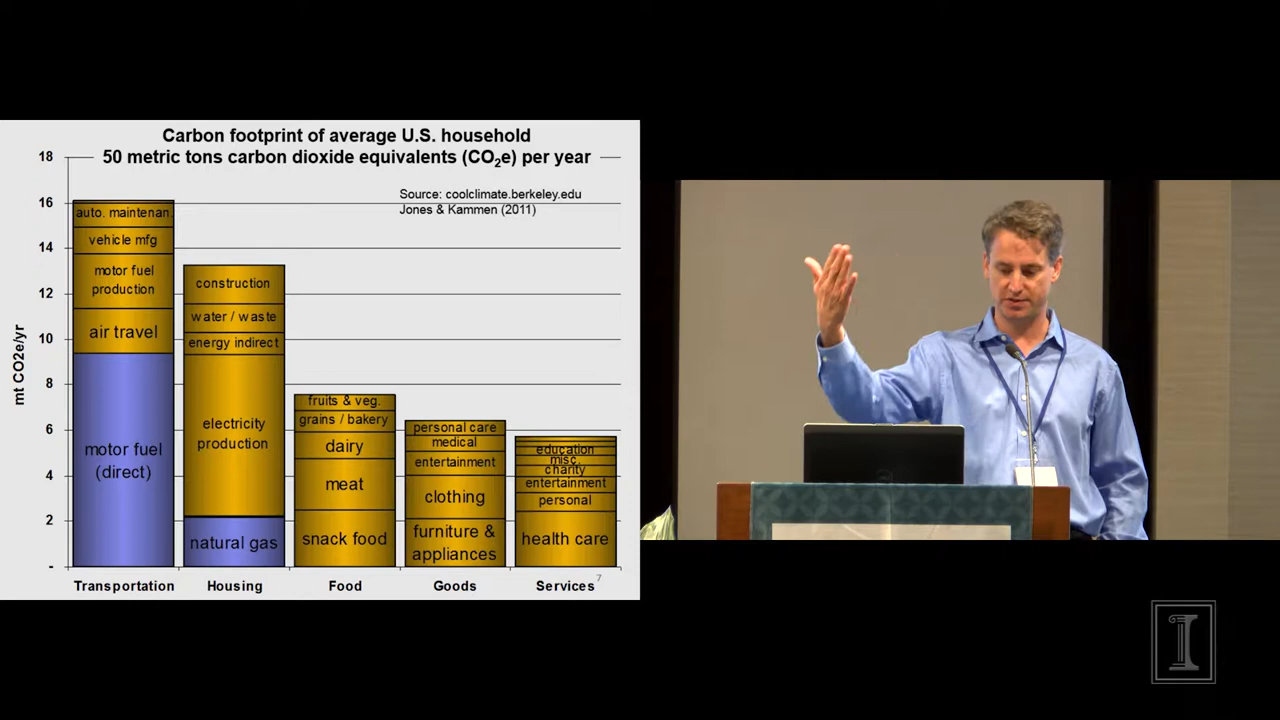 Carbon footprint of average U.S. household
50 metric tons carbon dioxide equivalents (CO₂e) per year
Source: coolclimate.berkeley.edu
Jones & Kammen (2011)
mt CO2e/yr
18
16
14
12
10
8
6
4
2
-
auto. maintenan.
vehicle mfg
motor fuel
production
air travel
motor fuel
(direct)
construction
water / waste
energy indirect
electricity
production
natural gas
fruits & veg.
grains / bakery
dairy
meat
snack food
personal care
medical
entertainment
clothing
furniture &
appliances
education
misc.
charity
entertainment
personal
health care
Transportation
Housing
Food
Goods
Services
7
I